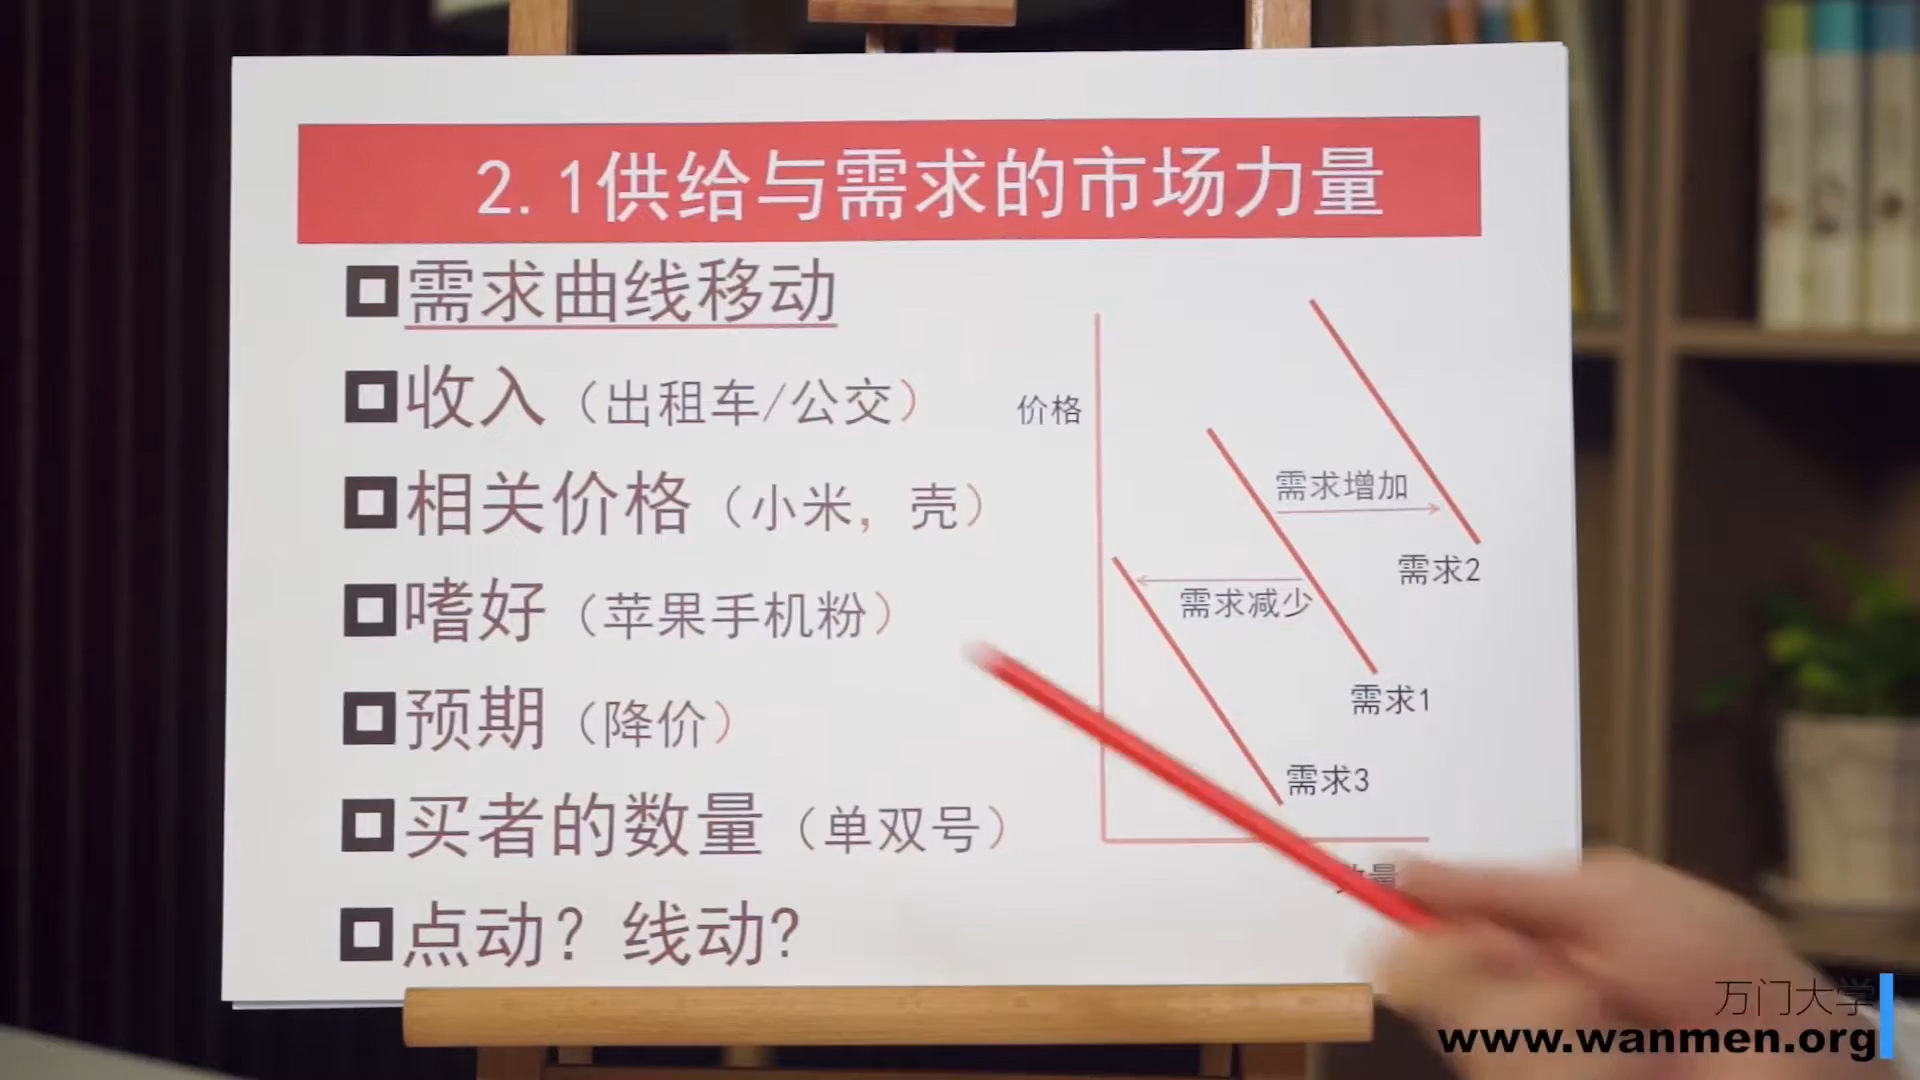 2.1供给与需求的市场力量
需求曲线移动
收入（出租车/公交）
相关价格（小米，壳）
嗜好（苹果手机粉）
预期（降价）
买者的数量（单双号）
点动？线动?
价格
需求增加
需求2
需求减少
需求1
需求3
万门大学
www.wanmen.org